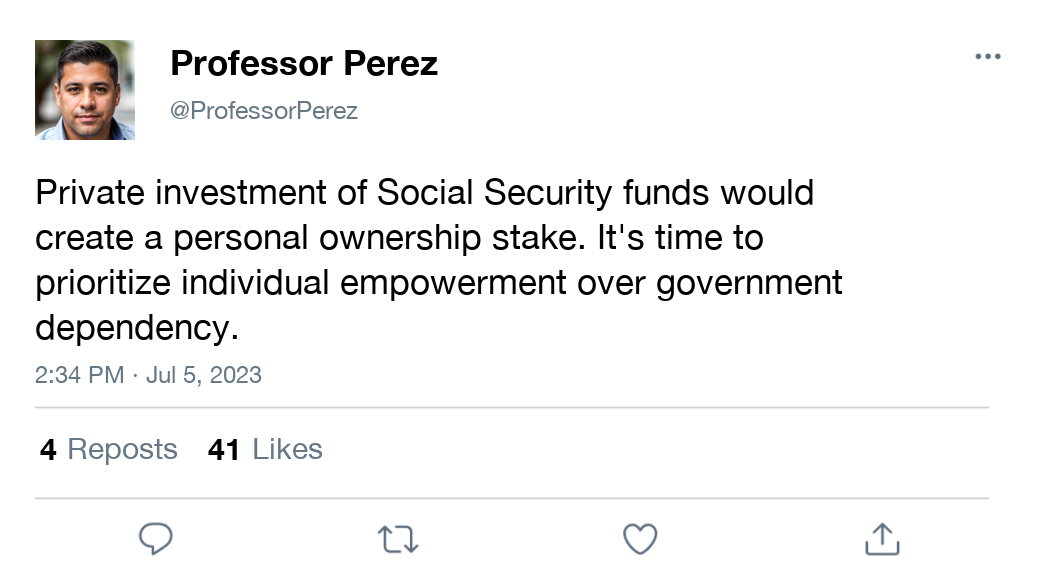 Professor Perez
@ProfessorPerez
Private investment of Social Security funds would
create a personal ownership stake. It's time to
prioritize individual empowerment over government
dependency.
2:34 PM · Jul 5, 2023
4 Reposts 41 Likes